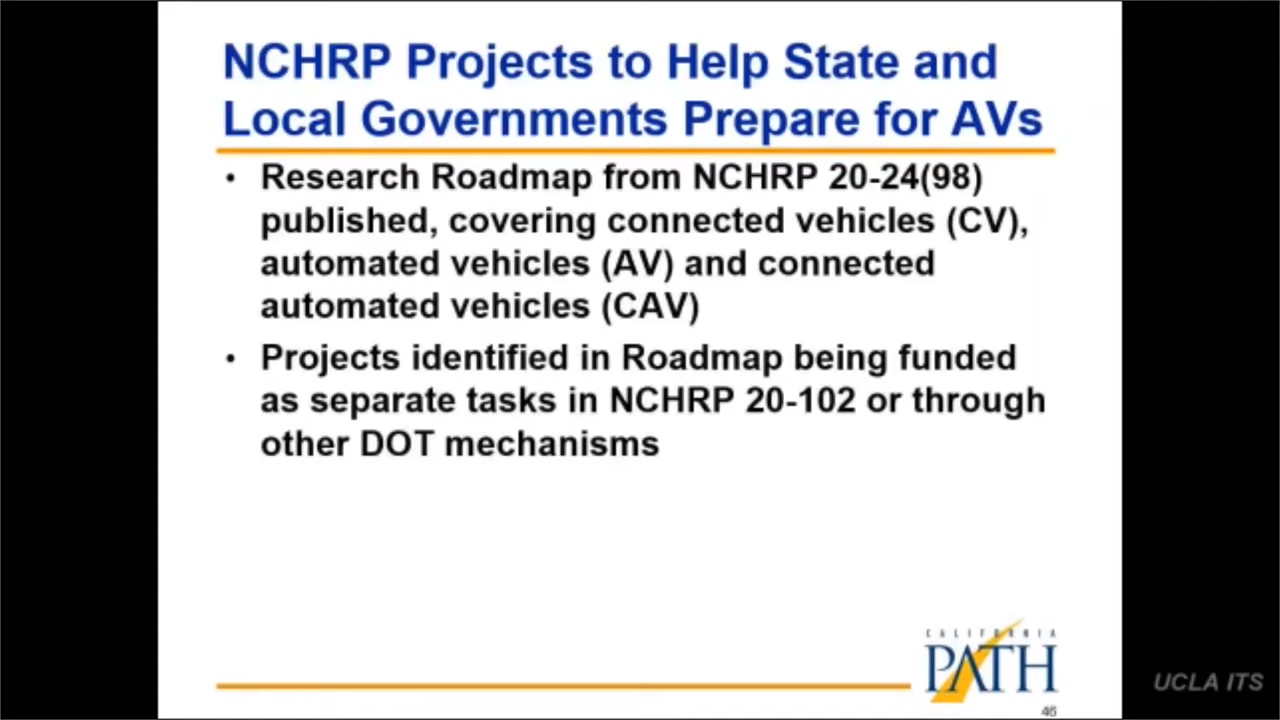 NCHRP Projects to Help State and
Local Governments Prepare for AVs
• Research Roadmap from NCHRP 20-24(98)
published, covering connected vehicles (CV),
automated vehicles (AV) and connected
automated vehicles (CAV)
• Projects identified in Roadmap being funded
as separate tasks in NCHRP 20-102 or through
other DOT mechanisms
CALIFORNIA
PATH
UCLA ITS
46